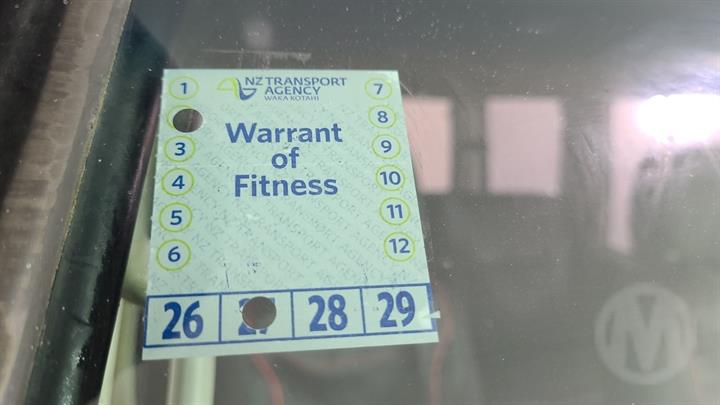 NZ TRANSPORT
AGENCY
WAKA KOTAHI
Warrant
of
Fitness
1
3
4
5
6
7
8
9
10
11
12
26 28 29
M